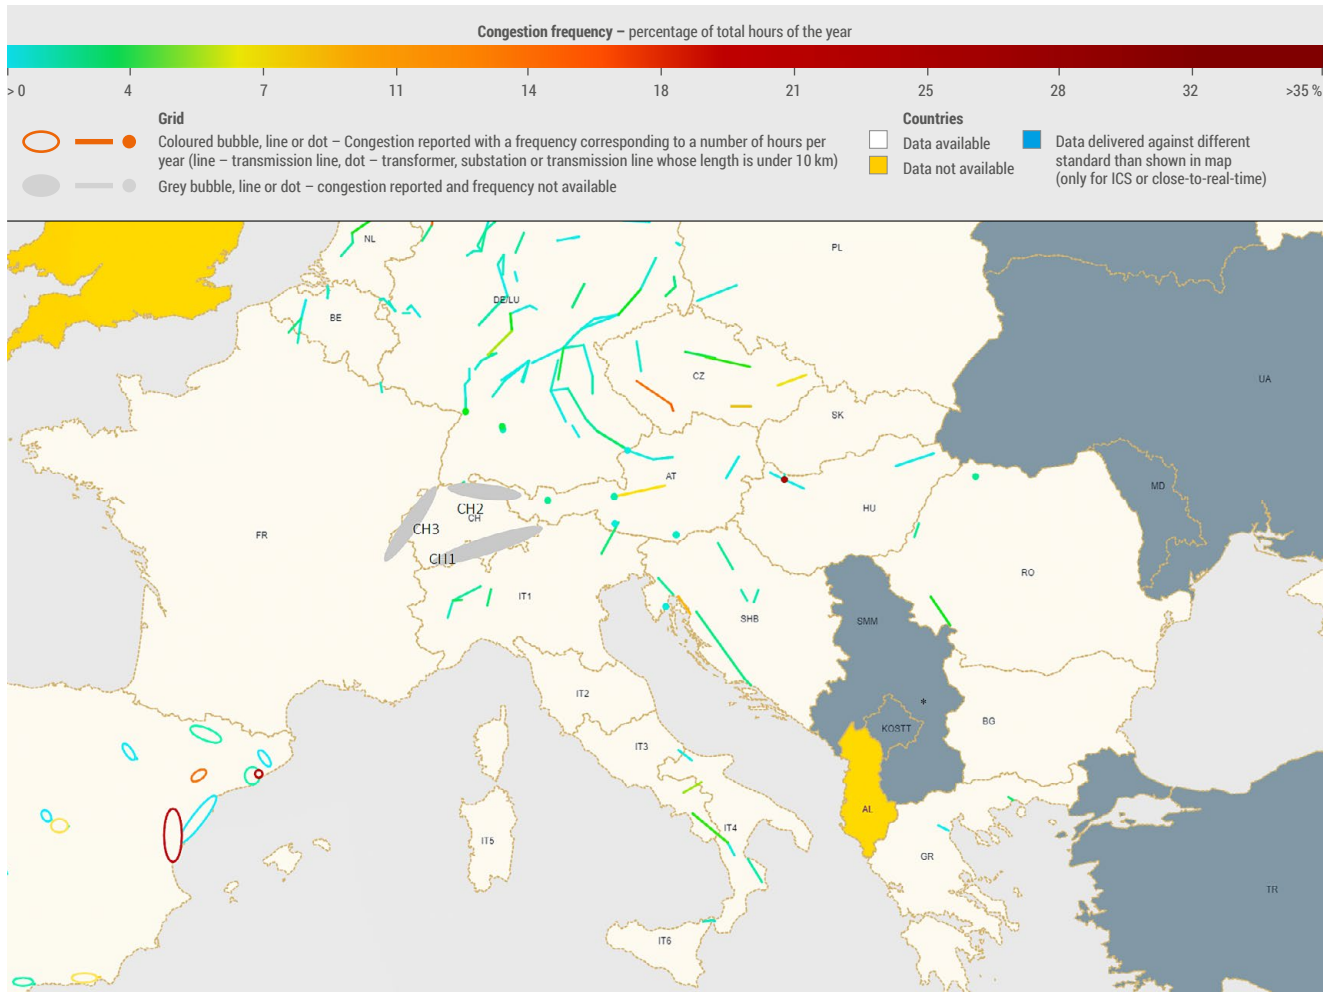 Congestion frequency – percentage of total hours of the year
> 0 4 7 11 14 18 21 25 28 32 >35 %
Grid
Coloured bubble, line or dot – Congestion reported with a frequency corresponding to a number of hours per
year (line – transmission line, dot – transformer, substation or transmission line whose length is under 10 km)
Grey bubble, line or dot – congestion reported and frequency not available
Countries
Data available
Data not available
Data delivered against different
standard than shown in map
(only for ICS or close-to-real-time)
NL
PL
DE/LU
BE
UA
CZ
SK
AT
MD
CH2
CH
CH3
HU
FR
CH1
RO
IT1
SHB
SMM
IT2
*
BG
KOSTT
IT3
AL
IT4
IT5
GR
TR
IT6